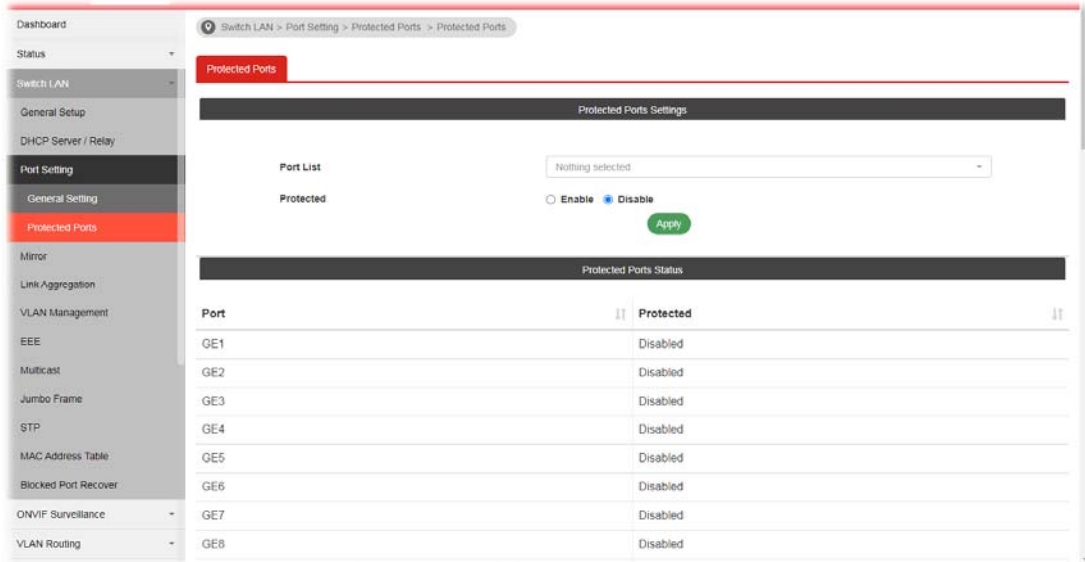 Dashboard
Status
Switch LAN
General Setup
DHCP Server / Relay
Port Setting
General Setting
Protected Ports
Mirror
Link Aggregation
VLAN Management
EEE
Multicast
Jumbo Frame
STP
MAC Address Table
Blocked Port Recover
ONVIF Surveillance
VLAN Routing
Switch LAN > Port Setting > Protected Ports > Protected Ports
Protected Ports
Protected Ports Settings
Port List Nothing selected
Protected Enable Disable
Apply
Protected Ports Status
Port Protected
GE1 Disabled
GE2 Disabled
GE3 Disabled
GE4 Disabled
GE5 Disabled
GE6 Disabled
GE7 Disabled
GE8 Disabled